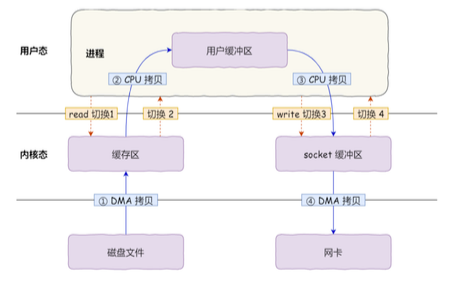 用户态
进程
用户缓冲区
② CPU 拷贝
③ CPU 拷贝
read 切换1
切换 2
write 切换3
切换 4
内核态
缓存区
socket 缓冲区
① DMA 拷贝
④ DMA 拷贝
磁盘文件
网卡